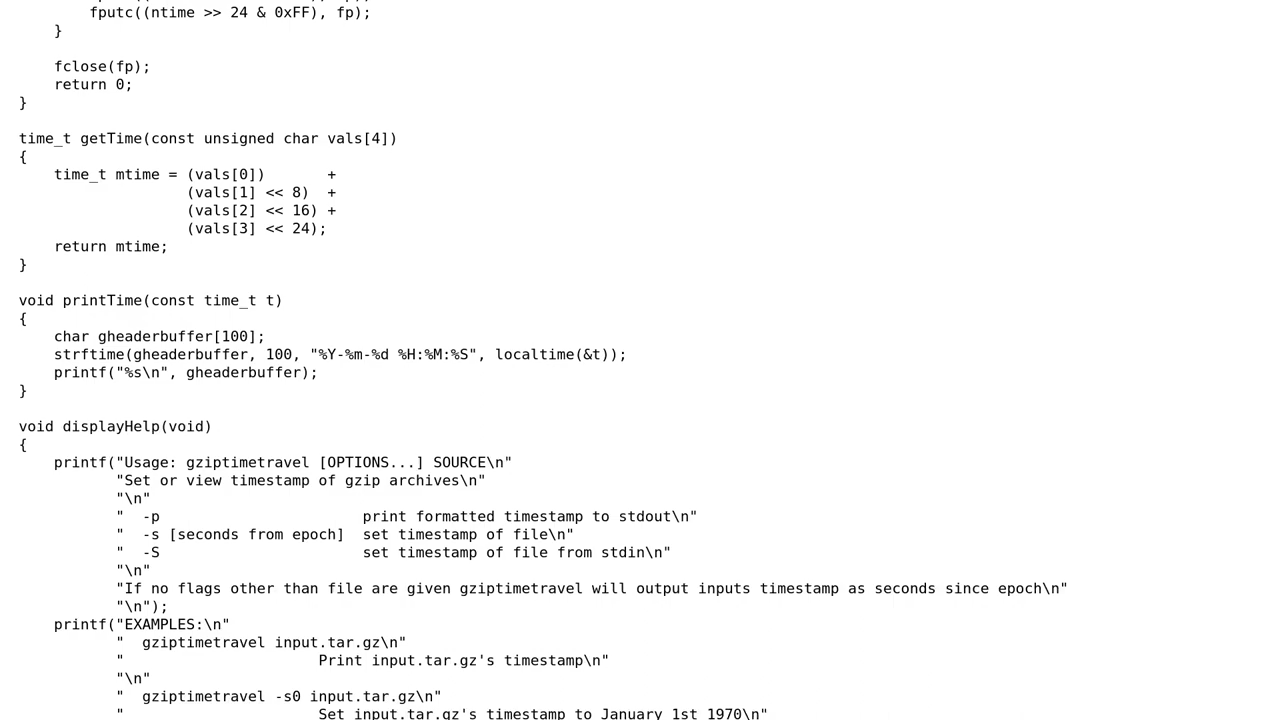 fputc((ntime >> 24 & 0xFF), fp);
    }

    fclose(fp);
    return 0;
}

time_t getTime(const unsigned char vals[4])
{
    time_t mtime = (vals[0])       +
                   (vals[1] << 8)  +
                   (vals[2] << 16) +
                   (vals[3] << 24);
    return mtime;
}

void printTime(const time_t t)
{
    char gheaderbuffer[100];
    strftime(gheaderbuffer, 100, "%Y-%m-%d %H:%M:%S", localtime(&t));
    printf("%s\n", gheaderbuffer);
}

void displayHelp(void)
{
    printf("Usage: gziptimetravel [OPTIONS...] SOURCE\n"
           "Set or view timestamp of gzip archives\n"
           "\n"
           "  -p                       print formatted timestamp to stdout\n"
           "  -s [seconds from epoch]  set timestamp of file\n"
           "  -S                       set timestamp of file from stdin\n"
           "\n"
           "If no flags other than file are given gziptimetravel will output inputs timestamp as seconds since epoch\n"
           "\n");
    printf("EXAMPLES:\n"
           "  gziptimetravel input.tar.gz\n"
           "                      Print input.tar.gz's timestamp\n"
           "\n"
           "  gziptimetravel -s0 input.tar.gz\n"
           "                      Set input.tar.gz's timestamp to January 1st 1970\n"